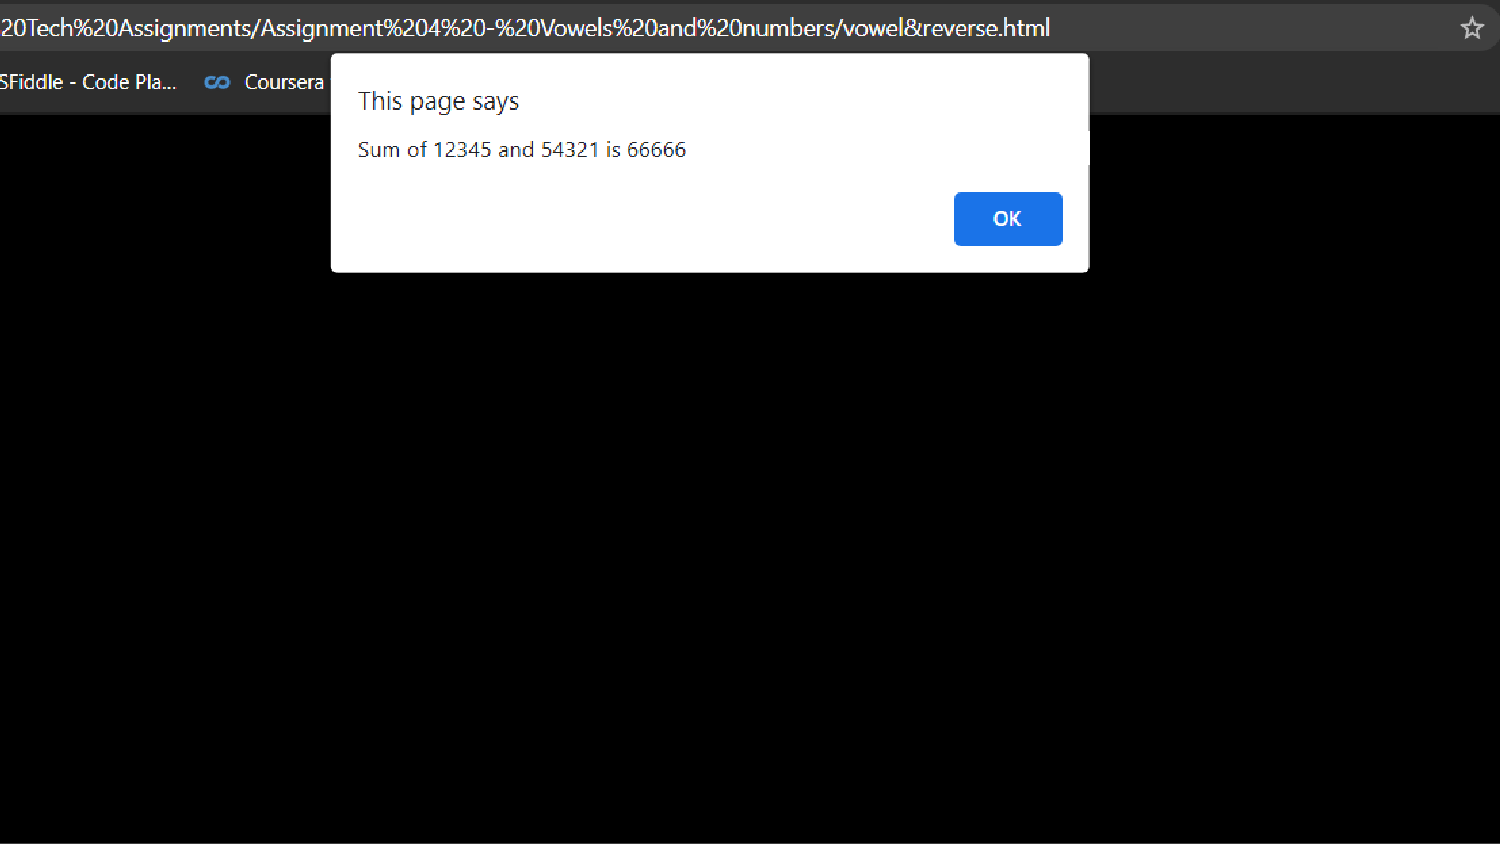 20Tech%20Assignments/Assignment%204%20-%20Vowels%20and%20numbers/vowel&reverse.html
SFiddle - Code Pla...
Coursera
This page says
Sum of 12345 and 54321 is 66666
OK